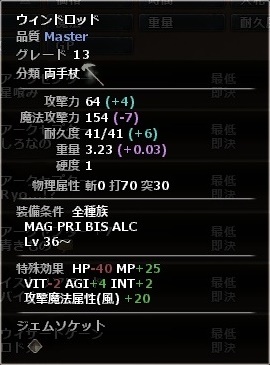 ウィンドロッド
品質 Master
グレード 13
分類 両手杖
攻撃力 64 (+4)
魔法攻撃力 154 (-7)
耐久度 41/41 (+6)
重量 3.23 (+0.03)
硬度 1
物理属性 斬0 打70 突30
装備条件 全種族
MAG PRI BIS ALC
Lv 36～
特殊効果 HP-40 MP+25
VIT-2 AGI+4 INT+2
攻撃魔法属性(風) +20
ジェムソケット